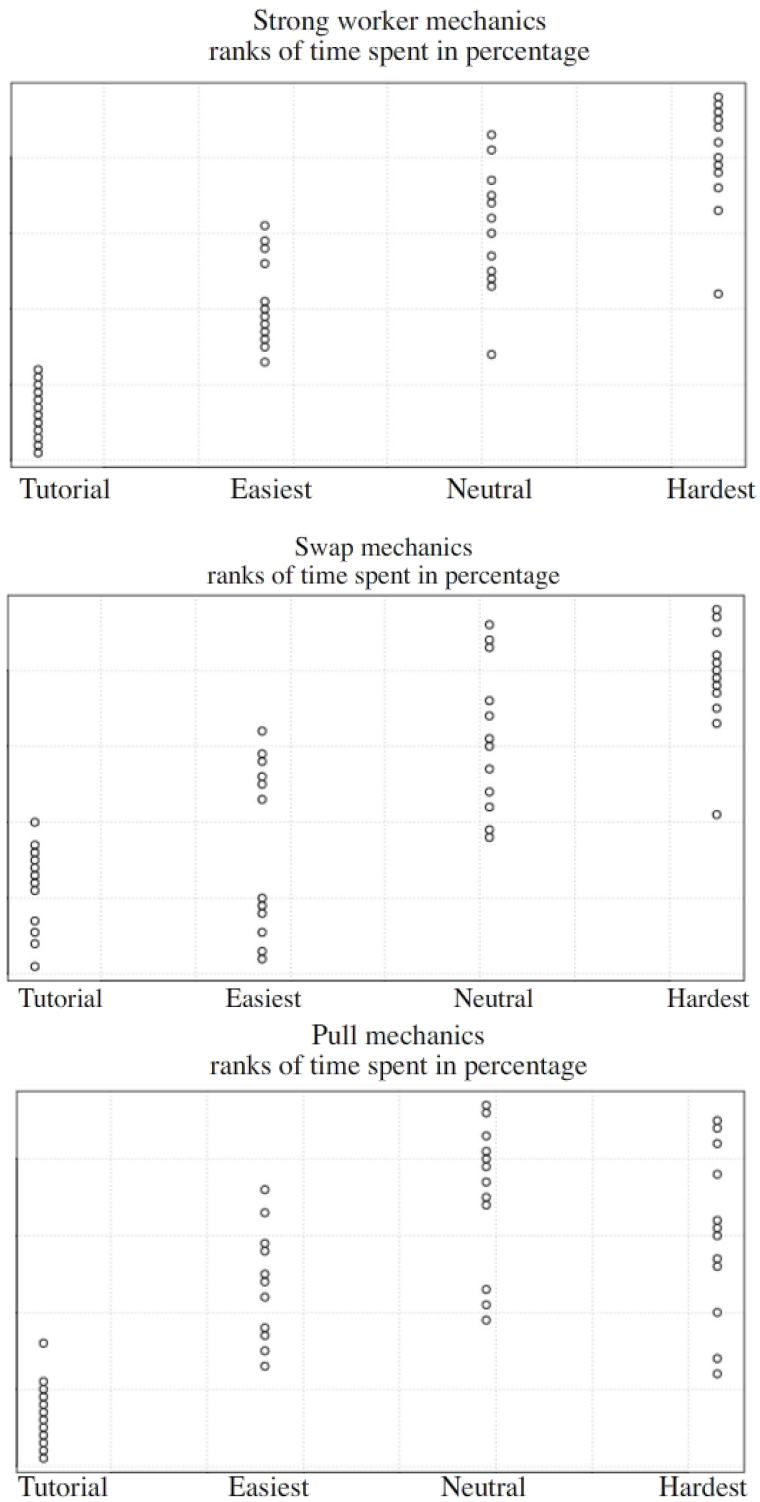 Strong worker mechanics
ranks of time spent in percentage
Tutorial Easiest Neutral Hardest
Swap mechanics
ranks of time spent in percentage
Tutorial Easiest Neutral Hardest
Pull mechanics
ranks of time spent in percentage
Tutorial Easiest Neutral Hardest